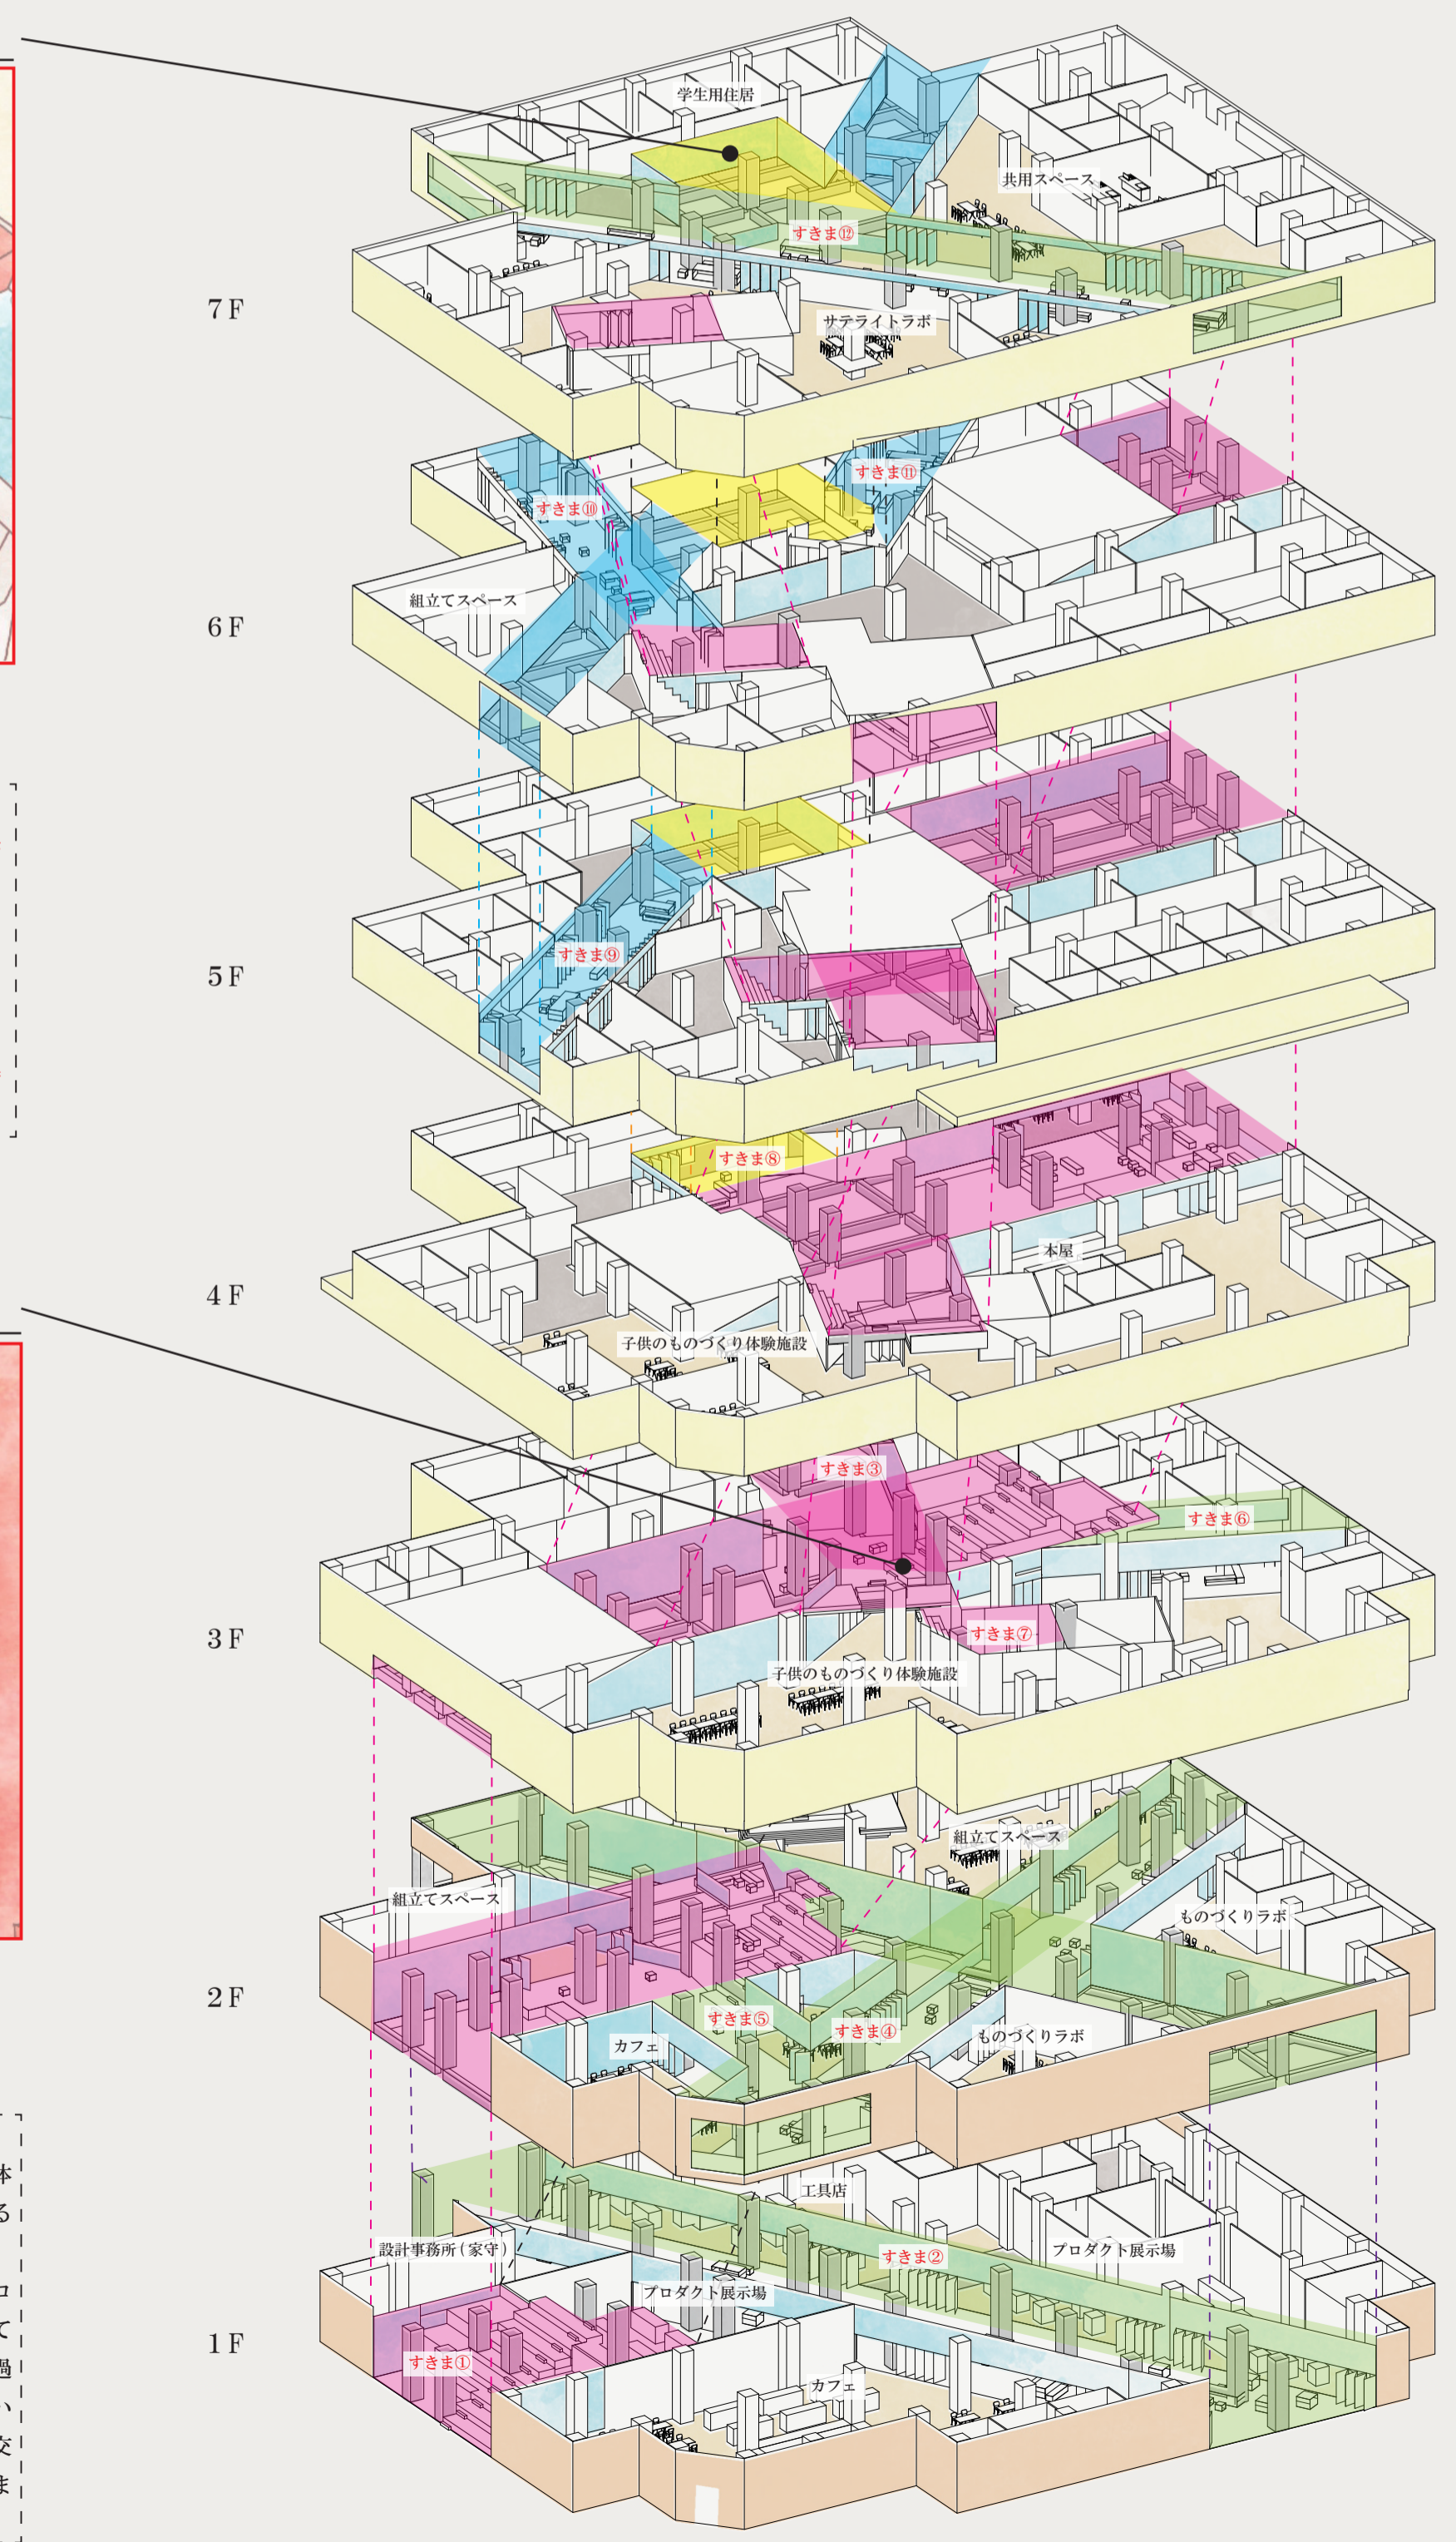 学生用住居
共用スペース
すきま⑫
7F
サテライトラボ
すきま⑪
すきま⑩
組立てスペース
6F
すきま⑨
5F
すきま⑧
本屋
4F
子供のものづくり体験施設
すきま③
すきま⑥
すきま⑦
3F
子供のものづくり体験施設
組立てスペース
組立てスペース
ものづくりラボ
2F
すきま⑤
すきま④
カフェ
ものづくりラボ
工具店
設計事務所(家守)
すきま②
プロダクト展示場
プロダクト展示場
1F
すきま①
カフェ
体
る
て
過
い
交
ま